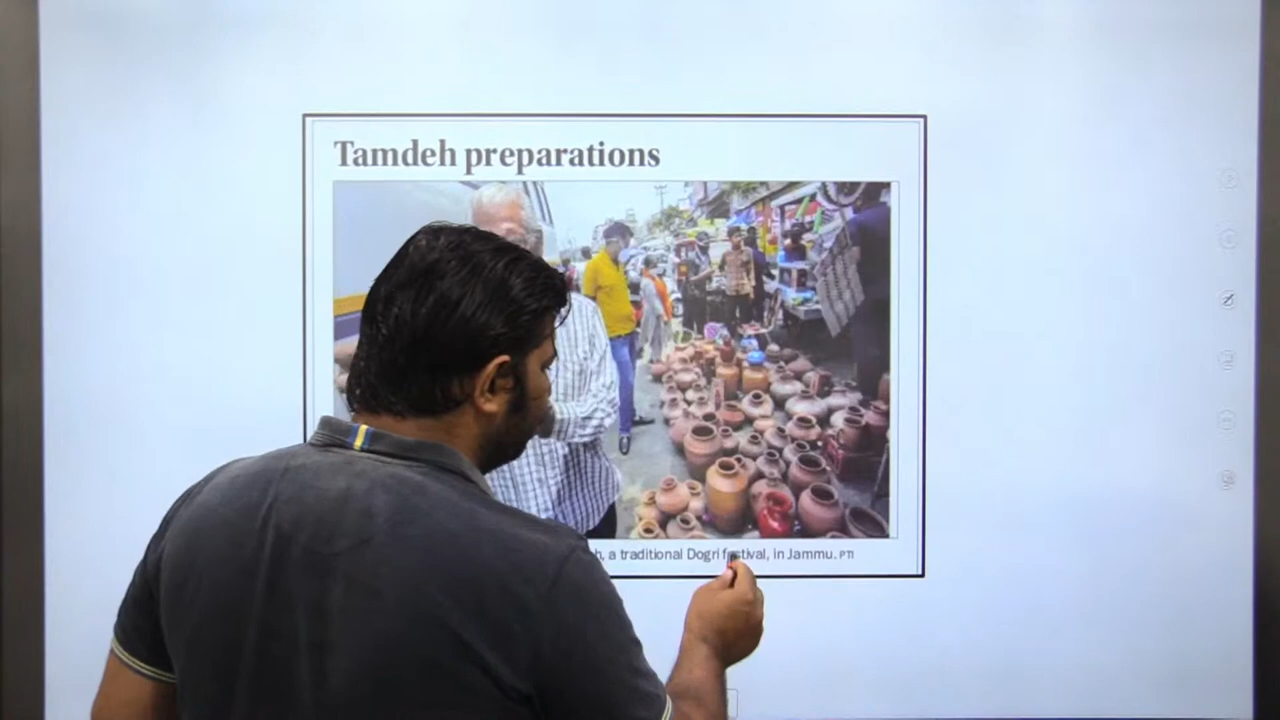 Tamdeh preparations
a traditional Dogri festival, in Jammu. PTI